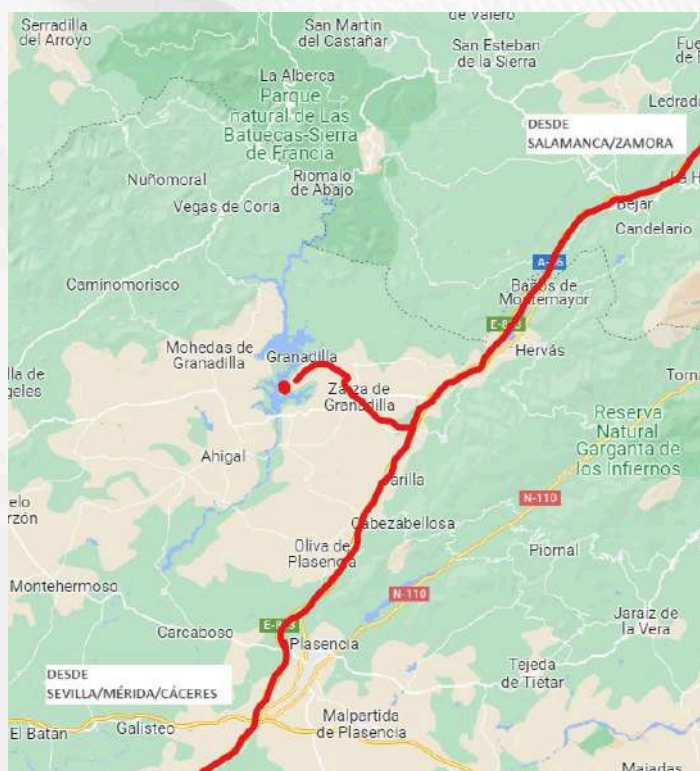 Serradilla
del Arroyo
San Martín
del Castañar
de Valero
San Esteban
de la Sierra
La Alberca
Parque
natural de Las
Batuecas-Sierra
de Francia
Ledrada
DESDE
SALAMANCA/ZAMORA
Nuñomoral
Riomalo
de Abajo
Vegas de Coria
Béjar
Candelario
Caminomorisco
Baños de
Montemayor
Mohedas de
Granadilla
Granadilla
Hervás
Zarza de
Granadilla
Reserva
Natural
Garganta de
los Infiernos
Ahigal
N-110
Cabezabellosa
Oliva de
Plasencia
Piornal
Montehermoso
N-110
Jaraíz de
la Vera
Carcaboso
Plasencia
DESDE
SEVILLA/MÉRIDA/CÁCERES
Tejeda
de Tiétar
El Batán
Galisteo
Malpartida
de Plasencia
Majadas